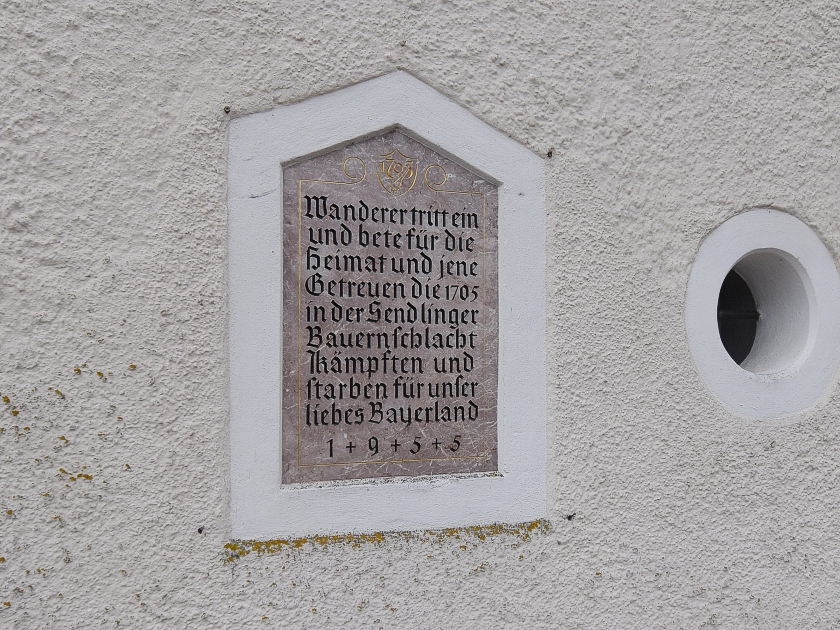 1705
Wanderer tritt ein
und bete für die
Heimat und jene
Getreuen die 1705
in der Sendlinger
Bauernſchlacht
kämpften und
ſtarben für unſer
liebes Bayerland
1+9+5+5